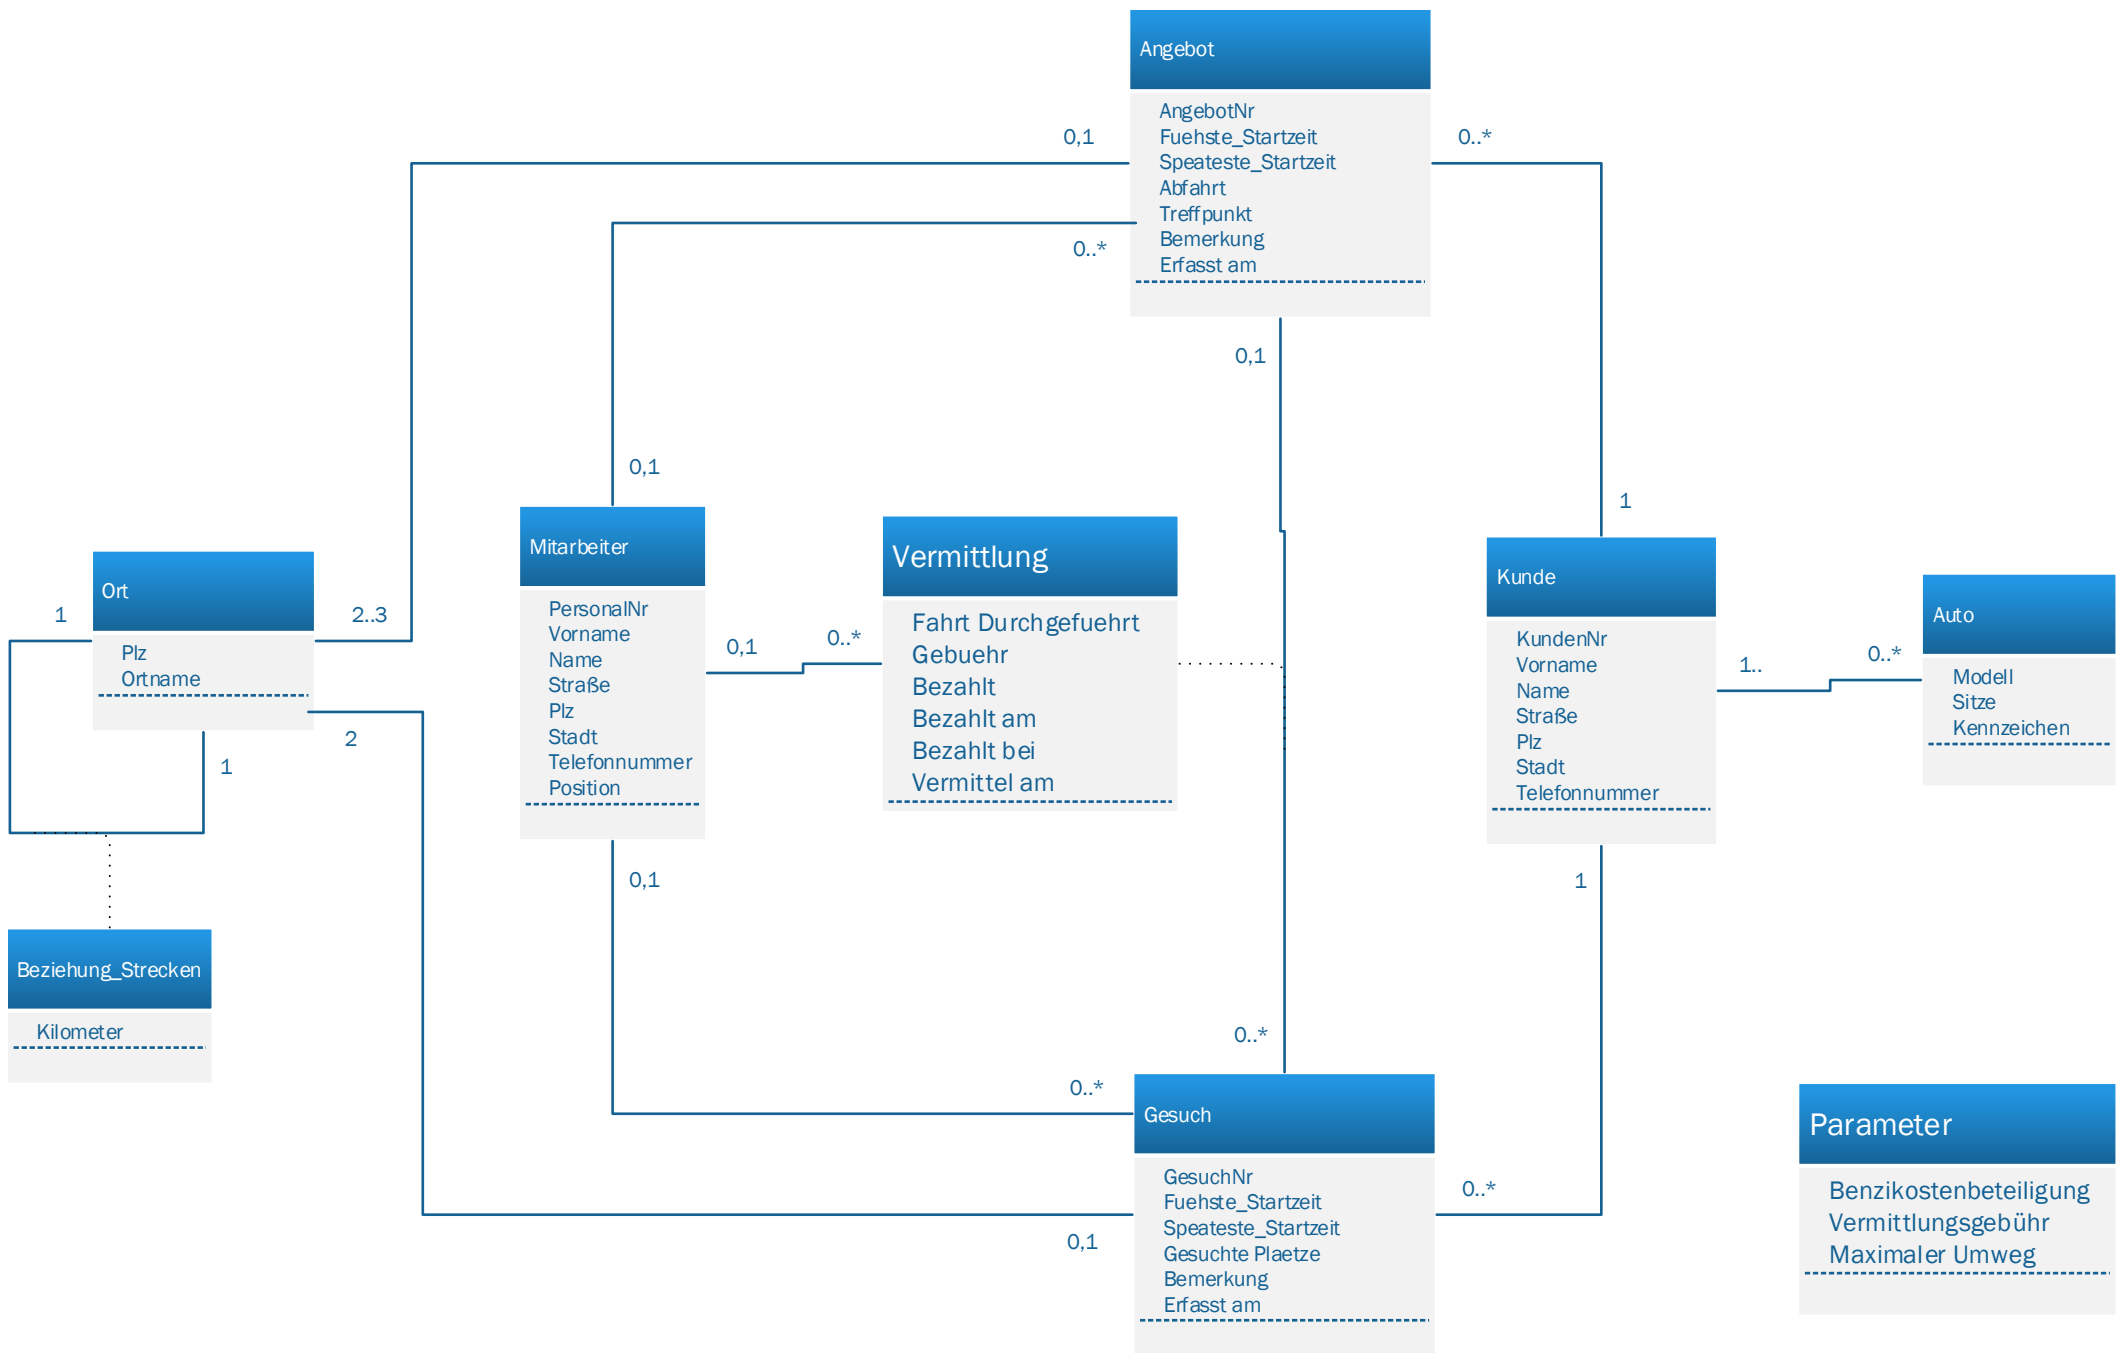 Angebot
AngebotNr
Fuehste_Startzeit
Speateste_Startzeit
Abfahrt
Treffpunkt
Bemerkung
Erfasst am
0,1
0..*
0..*
0,1
0,1
1
Mitarbeiter
PersonalNr
Vorname
Name
Straße
Plz
Stadt
Telefonnummer
Position
0,1
0..*
Vermittlung
Fahrt Durchgefuehrt
Gebuehr
Bezahlt
Bezahlt am
Bezahlt bei
Vermittel am
Kunde
KundenNr
Vorname
Name
Straße
Plz
Stadt
Telefonnummer
1..
0..*
Auto
Modell
Sitze
Kennzeichen
Ort
Plz
Ortname
1
2..3
2
1
0,1
1
Beziehung_Strecken
Kilometer
0..*
0..*
0,1
0..*
Gesuch
GesuchNr
Fuehste_Startzeit
Speateste_Startzeit
Gesuchte Plaetze
Bemerkung
Erfasst am
Parameter
Benzikostenbeteiligung
Vermittlungsgebühr
Maximaler Umweg